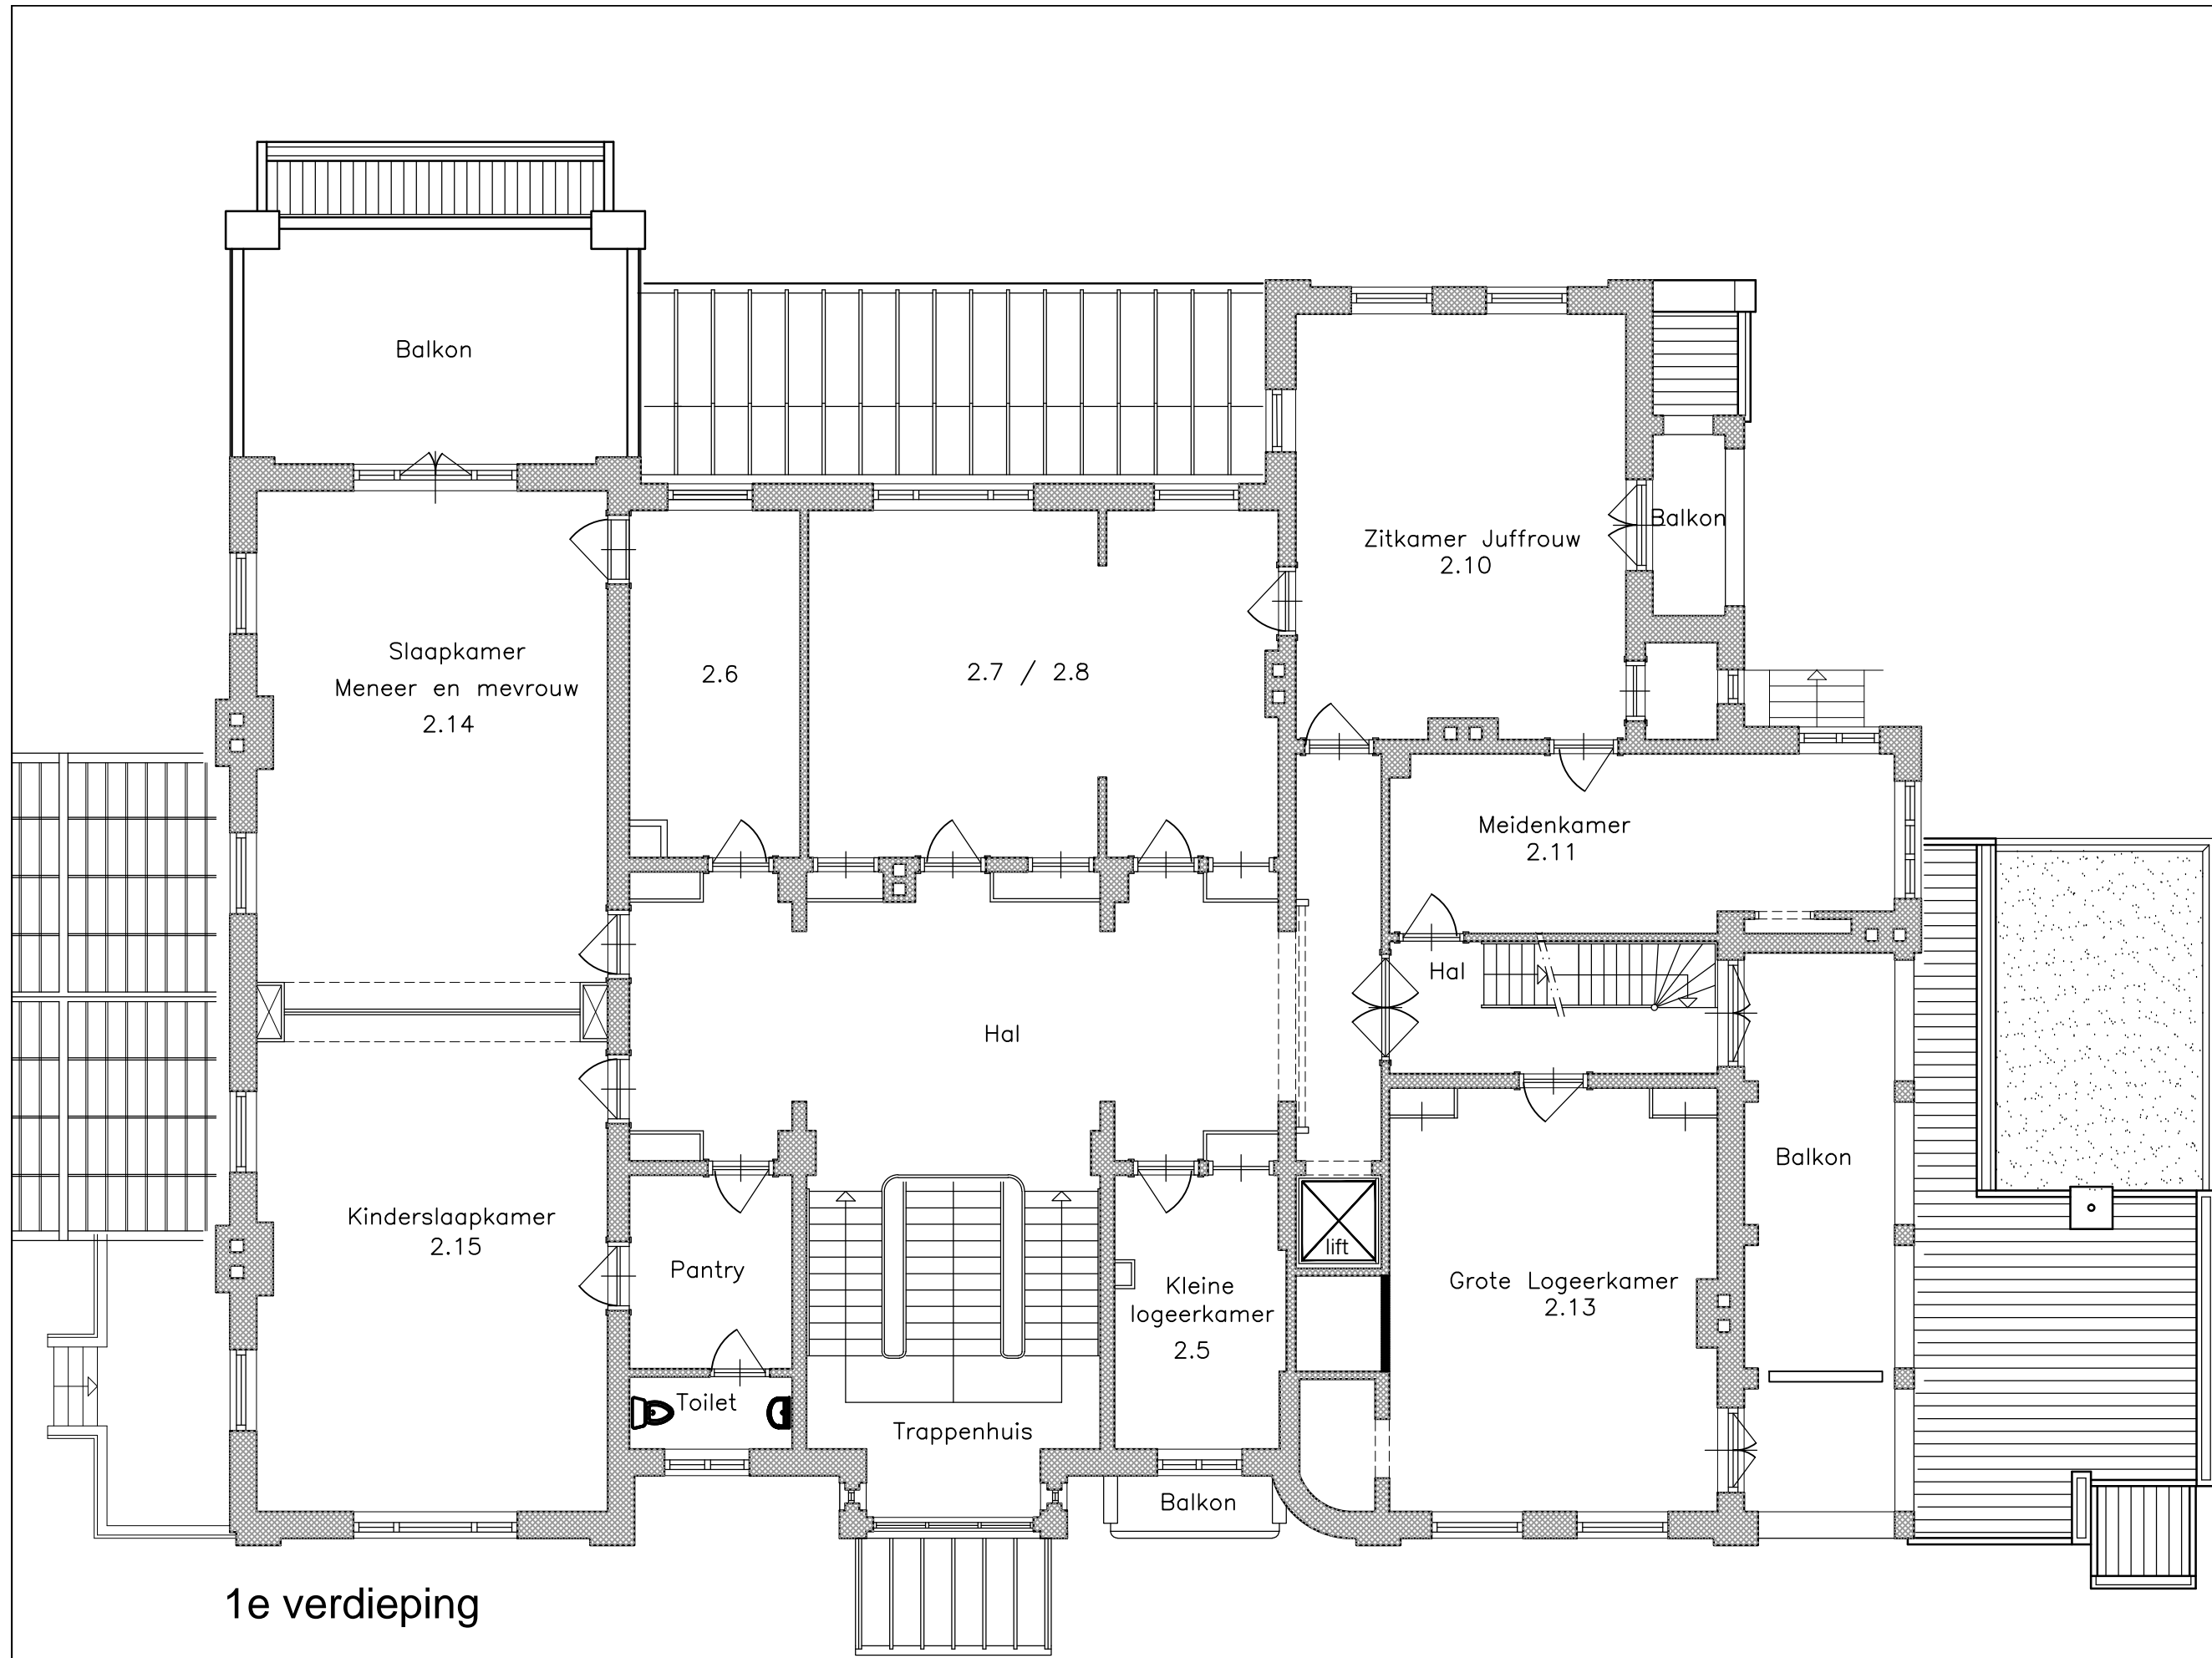 Balkon
Balkon
Zitkamer Juffrouw
2.10
Slaapkamer
Meneer en mevrouw
2.14
2.6
2.7 / 2.8
Meidenkamer
2.11
Hal
Hal
Balkon
Kinderslaapkamer
2.15
Pantry
lift
Kleine
logeerkamer
2.5
Grote Logeerkamer
2.13
Toilet
Trappenhuis
Balkon
1e verdieping